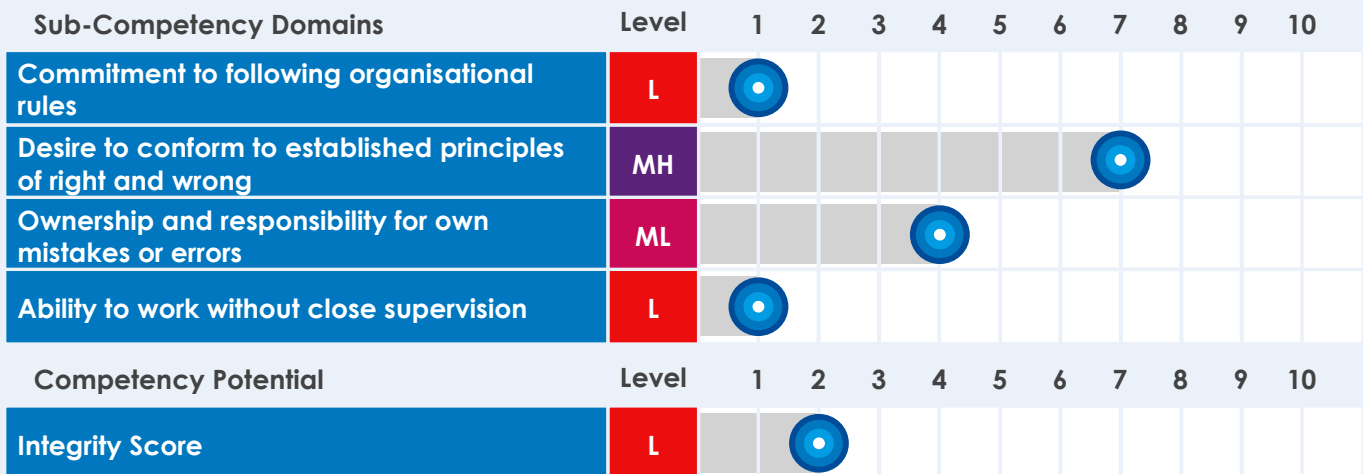 Sub-Competency Domains Level 1 2 3 4 5 6 7 8 9 10
Commitment to following organisational
rules
L
Desire to conform to established principles
of right and wrong
MH
Ownership and responsibility for own
mistakes or errors
ML
Ability to work without close supervision L
Competency Potential Level 1 2 3 4 5 6 7 8 9 10
Integrity Score L